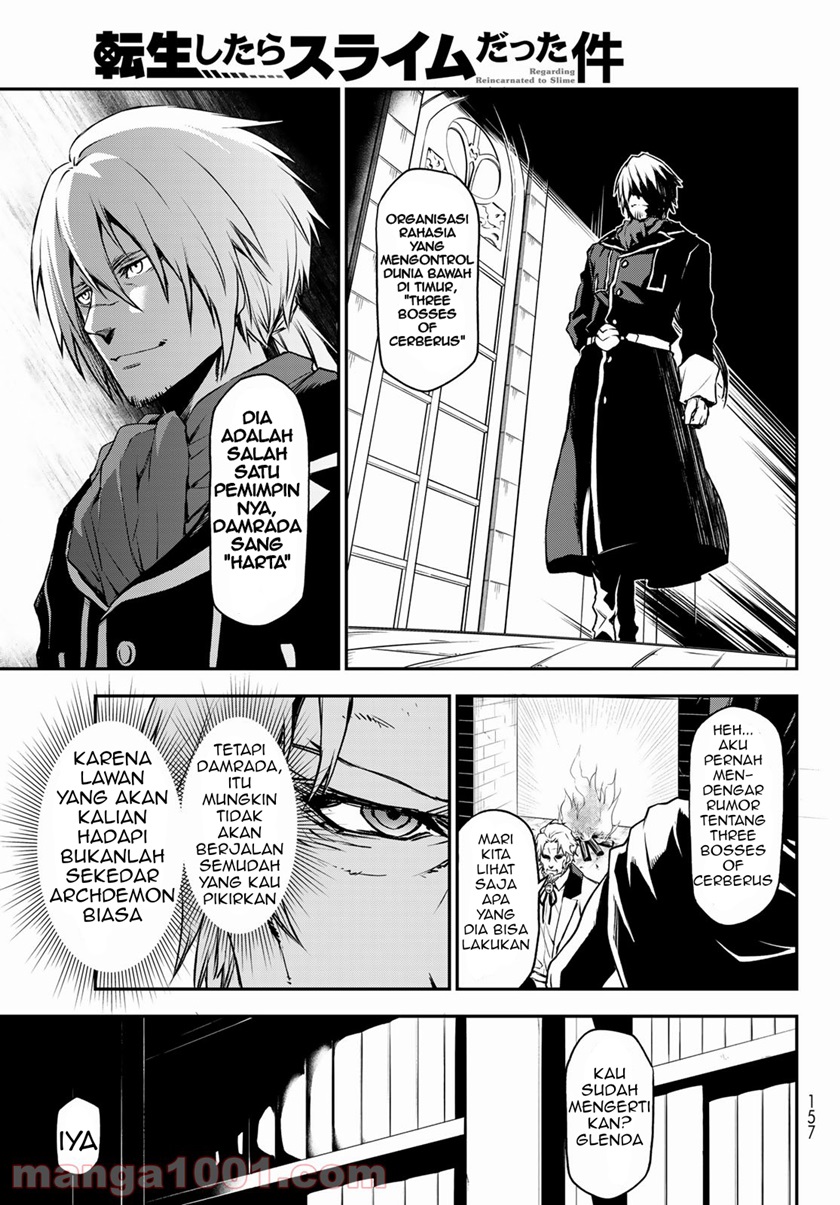 転生したらスライムだった件
Regarding
Reincarnated to Slime
ORGANISASI
RAHASIA
YANG
MENGONTROL
DUNIA BAWAH
DI TIMUR,
"THREE
BOSSES
OF
CERBERUS"
DIA
ADALAH
SALAH
SATU
PEMIMPIN
NYA,
DAMRADA
SANG
"HARTA"
HEH...
AKU
PERNAH
MEN-
DENGAR
RUMOR
TENTANG
THREE
BOSSES
OF
CERBERUS
MARI
KITA
LIHAT
SAJA
APA
YANG
DIA BISA
LAKUKAN
TETAPI
DAMRADA,
ITU
MUNGKIN
TIDAK
AKAN
BERJALAN
SEMUDAH
YANG KAU
PIKIRKAN
KARENA
LAWAN
YANG AKAN
KALIAN
HADAPI
BUKANLAH
SEKEDAR
ARCHDEMON
BIASA
KAU
SUDAH
MENGERTI
KAN?
GLENDA
IYA
157
manga1001.com